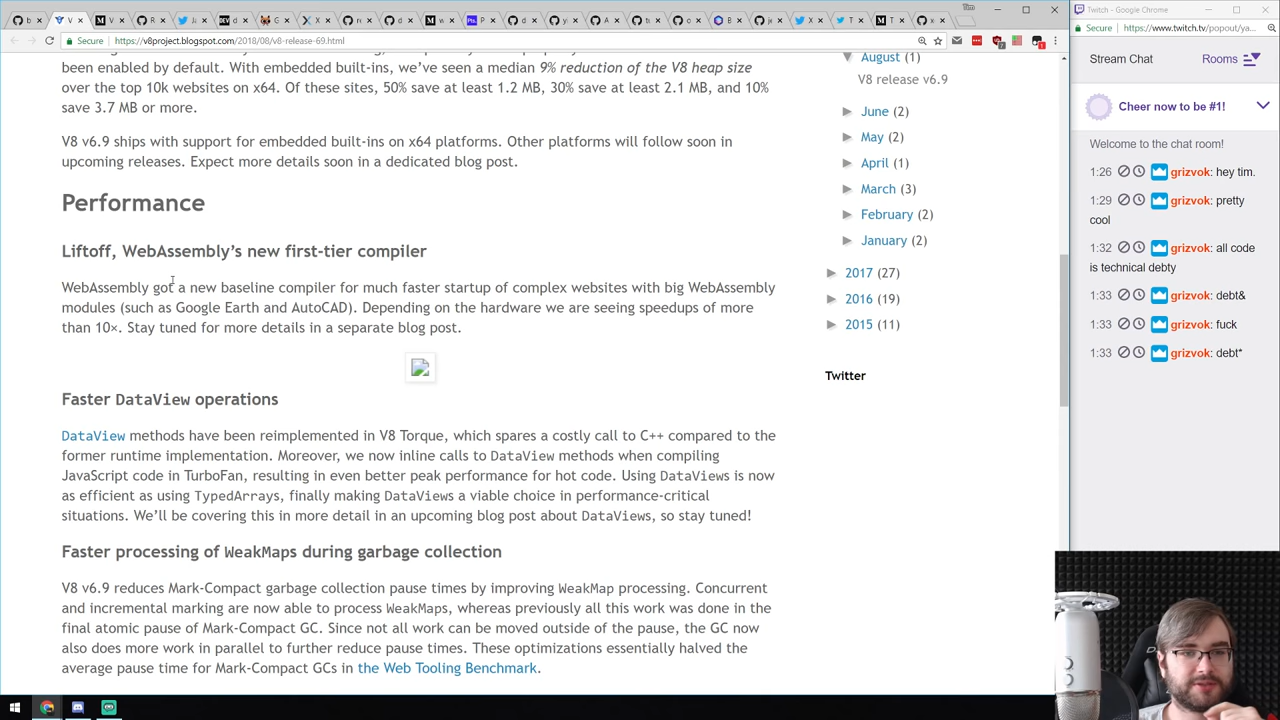 Tim
Secure
https://v8project.blogspot.com/2018/08/v8-release-69.html
been enabled by default. With embedded built-ins, we've seen a median 9% reduction of the V8 heap size
over the top 10k websites on x64. Of these sites, 50% save at least 1.2 MB, 30% save at least 2.1 MB, and 10%
save 3.7 MB or more.
V8 v6.9 ships with support for embedded built-ins on x64 platforms. Other platforms will follow soon in
upcoming releases. Expect more details soon in a dedicated blog post.
Performance
Liftoff, WebAssembly's new first-tier compiler
WebAssembly got a new baseline compiler for much faster startup of complex websites with big WebAssembly
modules (such as Google Earth and AutoCAD). Depending on the hardware we are seeing speedups of more
than 10×. Stay tuned for more details in a separate blog post.
Faster DataView operations
DataView methods have been reimplemented in V8 Torque, which spares a costly call to C++ compared to the
former runtime implementation. Moreover, we now inline calls to DataView methods when compiling
JavaScript code in TurboFan, resulting in even better peak performance for hot code. Using DataViews is now
as efficient as using TypedArrays, finally making DataViews a viable choice in performance-critical
situations. We'll be covering this in more detail in an upcoming blog post about DataViews, so stay tuned!
Faster processing of WeakMaps during garbage collection
V8 v6.9 reduces Mark-Compact garbage collection pause times by improving WeakMap processing. Concurrent
and incremental marking are now able to process WeakMaps, whereas previously all this work was done in the
final atomic pause of Mark-Compact GC. Since not all work can be moved outside of the pause, the GC now
also does more work in parallel to further reduce pause times. These optimizations essentially halved the
average pause time for Mark-Compact GCs in the Web Tooling Benchmark.
August (1)
V8 release v6.9
June (2)
May (2)
April (1)
March (3)
February (2)
January (2)
2017 (27)
2016 (19)
2015 (11)
Twitter
Twitch - Google Chrome
Secure
https://www.twitch.tv/popout/ya...
Stream Chat
Rooms
Cheer now to be #1!
Welcome to the chat room!
1:26 grizvok: hey tim.
1:29 grizvok: pretty
cool
1:32 grizvok: all code
is technical debty
1:33 grizvok: debt&
1:33 grizvok: fuck
1:33 grizvok: debt*